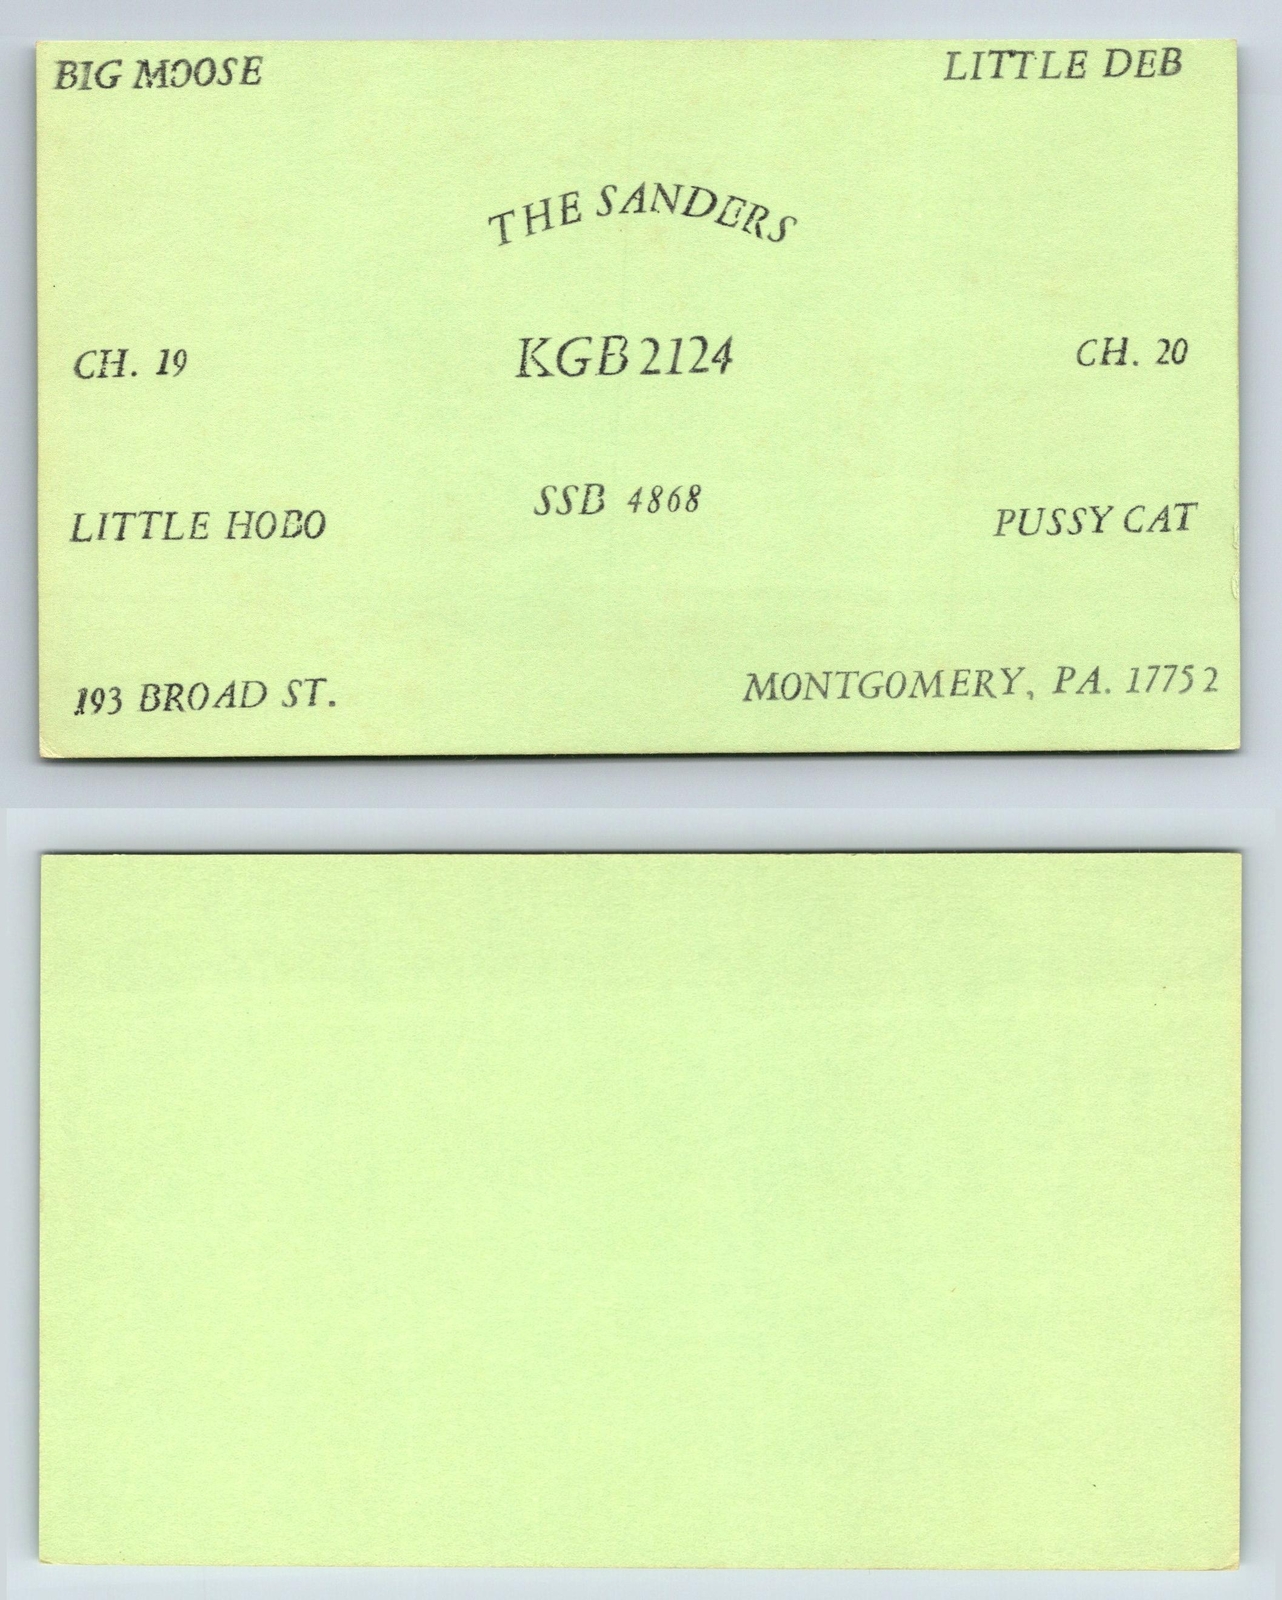 BIG MOOSE LITTLE DEB
THE SANDERS
CH. 19 KGB 2124 CH. 20
SSB 4868
LITTLE HOBO PUSSY CAT
193 BROAD ST. MONTGOMERY, PA. 17752